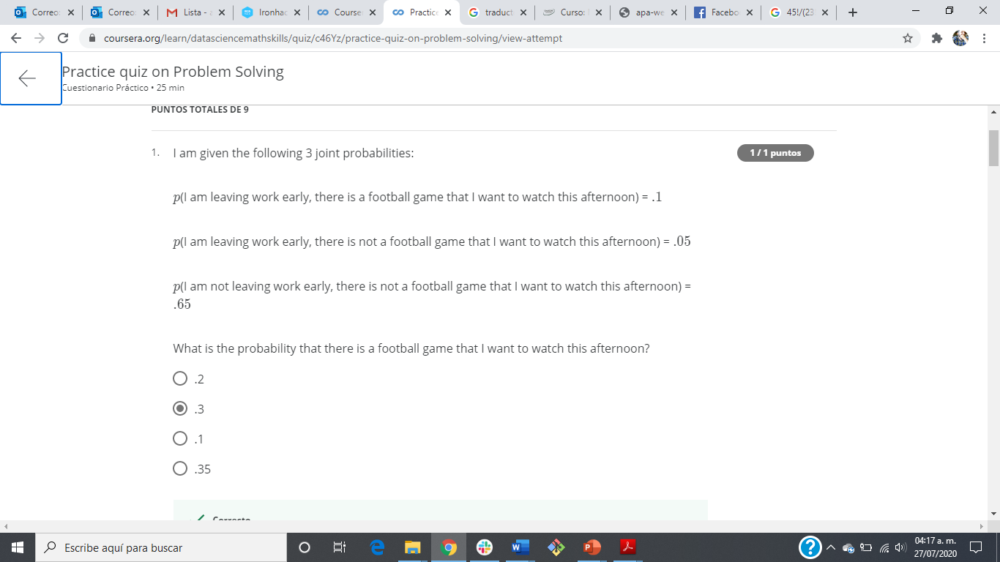 Correo: Correo: Lista - Ironhac Course Practice traduct Curso: apa-we Facebo 45!/(23
coursera.org/learn/datasciencemathskills/quiz/c46Yz/practice-quiz-on-problem-solving/view-attempt
Practice quiz on Problem Solving
Cuestionario Práctico • 25 min
PUNTOS TOTALES DE 9
1. I am given the following 3 joint probabilities:
1 / 1 puntos
p(I am leaving work early, there is a football game that I want to watch this afternoon) = .1
p(I am leaving work early, there is not a football game that I want to watch this afternoon) = .05
p(I am not leaving work early, there is not a football game that I want to watch this afternoon) =
.65
What is the probability that there is a football game that I want to watch this afternoon?
.2
.3
.1
.35
Correcto
Escribe aquí para buscar
04:17 a. m.
27/07/2020